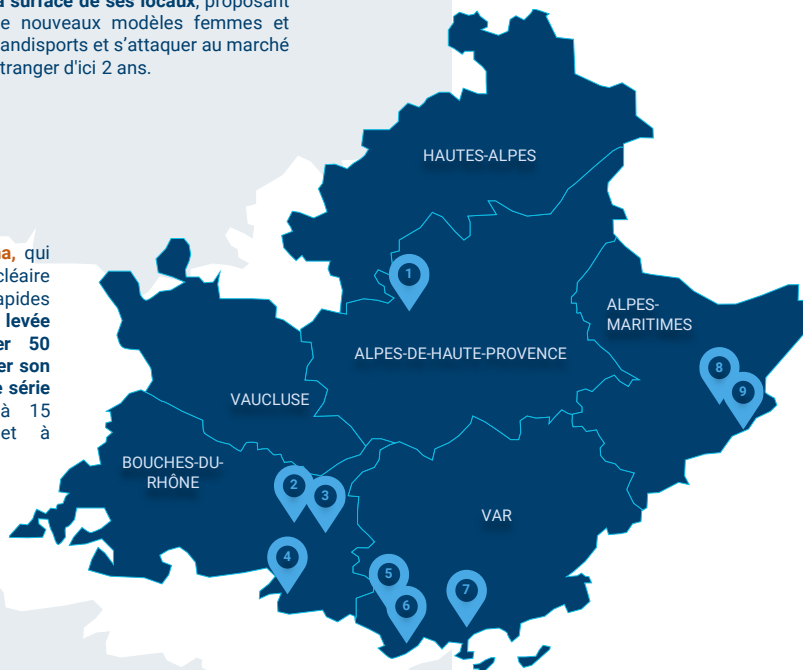 a surface de ses locaux, proposant
e nouveaux modèles femmes et
andisports et s'attaquer au marché
tranger d'ici 2 ans.
HAUTES-ALPES
na, qui
cléaire
apides
levée
er 50
er son
e série
à 15
et à
1
ALPES-
MARITIMES
ALPES-DE-HAUTE-PROVENCE
8
9
VAUCLUSE
BOUCHES-DU-
RHÔNE
2
3
VAR
4
5
6
7